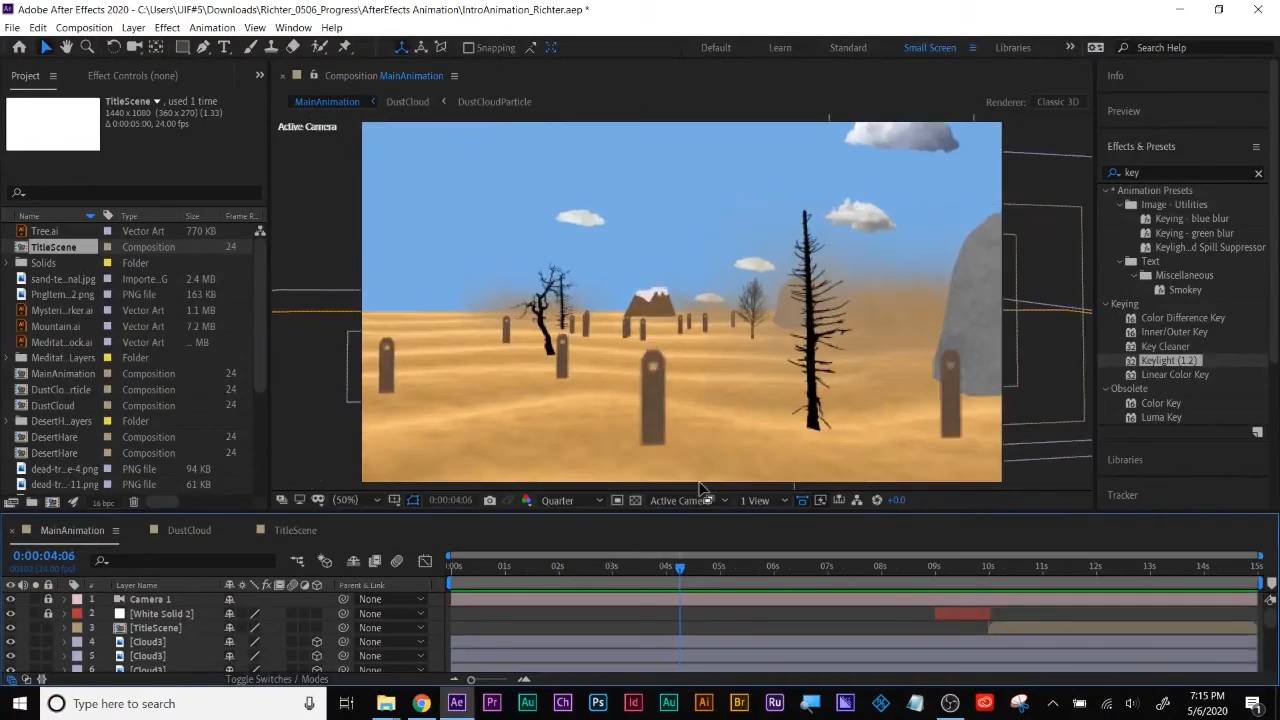 Adobe After Effects 2020 - C:\Users\UIF#5\Downloads\Richter_0506_Progress\AfterEffects Animation\IntroAnimation_Richter.aep *
File Edit Composition Layer Effect Animation View Window Help
Snapping Default Learn Standard Small Screen Libraries Search Help
Project Effect Controls (none) Composition MainAnimation Info
TitleScene , used 1 time
1440 x 1080 (360 x 270) (1.33)
Δ 0:00:05:00, 24.00 fps
MainAnimation DustCloud DustCloudParticle Renderer: Classic 3D
Preview
Active Camera
Effects & Presets
key
Name Type Size Frame R...
Tree.ai Vector Art 770 KB
TitleScene Composition 24
Solids Folder
sand-te...nal.jpg Importe...G 2.4 MB
PngItem...2.png PNG file 163 KB
Mysteri...rker.ai Vector Art 1.1 MB
Mountain.ai Vector Art 7.2 MB
Meditat...ock.ai Vector Art ... MB
Meditat...Layers Folder
MainAnimation Composition 24
DustClo...rticle Composition 24
DustCloud Composition 24
DesertH...ayers Folder
DesertHare Composition 24
DesertHare Composition 24
dead-tr...e-4.png PNG file 94 KB
dead-t...-11.png PNG file 61 KB
16 bpc
* Animation Presets
Image - Utilities
Keying - blue blur
Keying - green blur
Keyligh...d Spill Suppressor
Text
Miscellaneous
Smokey
Keying
Color Difference Key
Inner/Outer Key
Key Cleaner
Keylight (1.2)
Linear Color Key
Obsolete
Color Key
Luma Key
Libraries
Tracker
(50%) 0:00:04:06 Quarter Active Camera 1 View +0.0
MainAnimation DustCloud TitleScene
0:00:04:06
00102 (24.00 fps)
:00s 01s 02s 03s 04s 05s 06s 07s 08s 09s 10s 11s 12s 13s 14s 15s
# Layer Name Parent & Link
1 Camera 1 None
2 [White Solid 2] None
3 [TitleScene] None
4 [Cloud3] None
5 [Cloud3] None
6 [Cloud3] None
Toggle Switches / Modes
Type here to search
Ae Pr Au Ch Ps Id Au Ai Br Ru
7:15 PM
5/6/2020